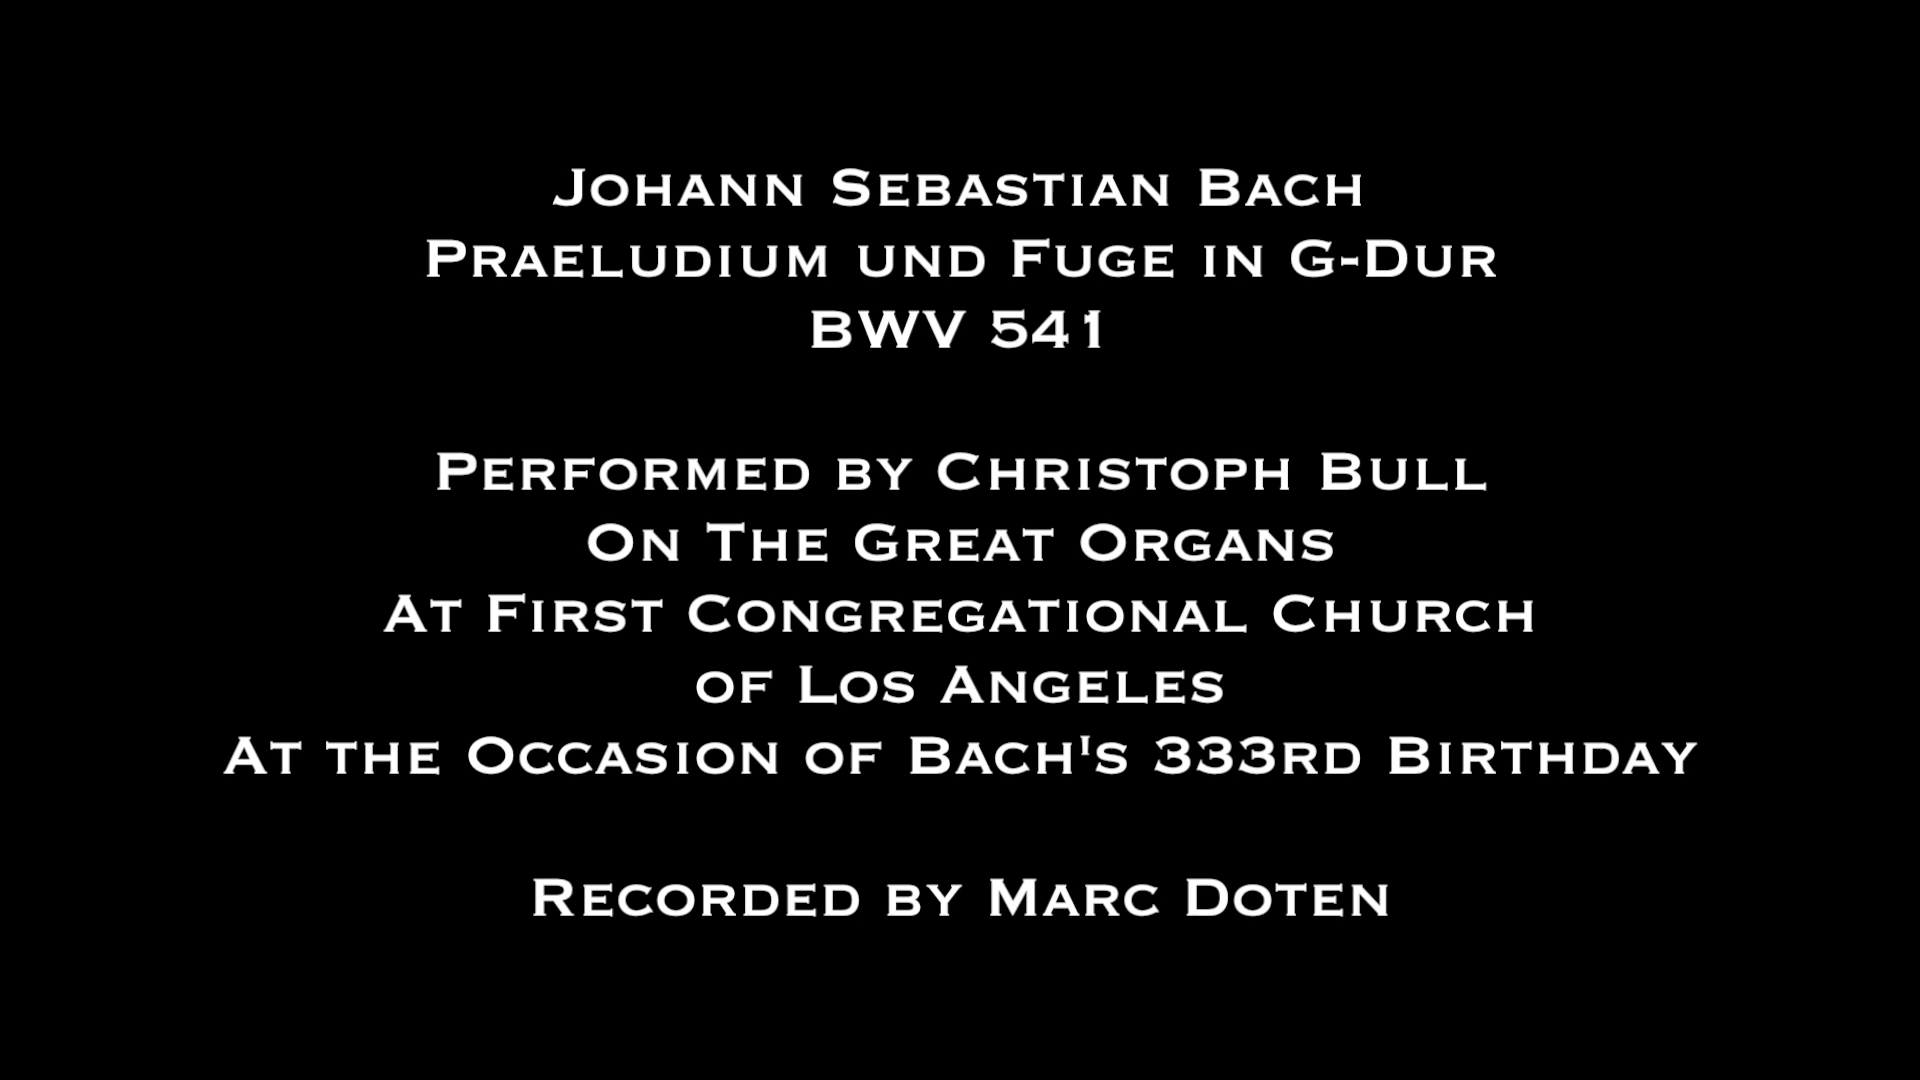 Johann Sebastian Bach
Praeludium und Fuge in G-Dur
BWV 541
Performed by Christoph Bull
On The Great Organs
At First Congregational Church
of Los Angeles
At the Occasion of Bach's 333rd Birthday
Recorded by Marc Doten